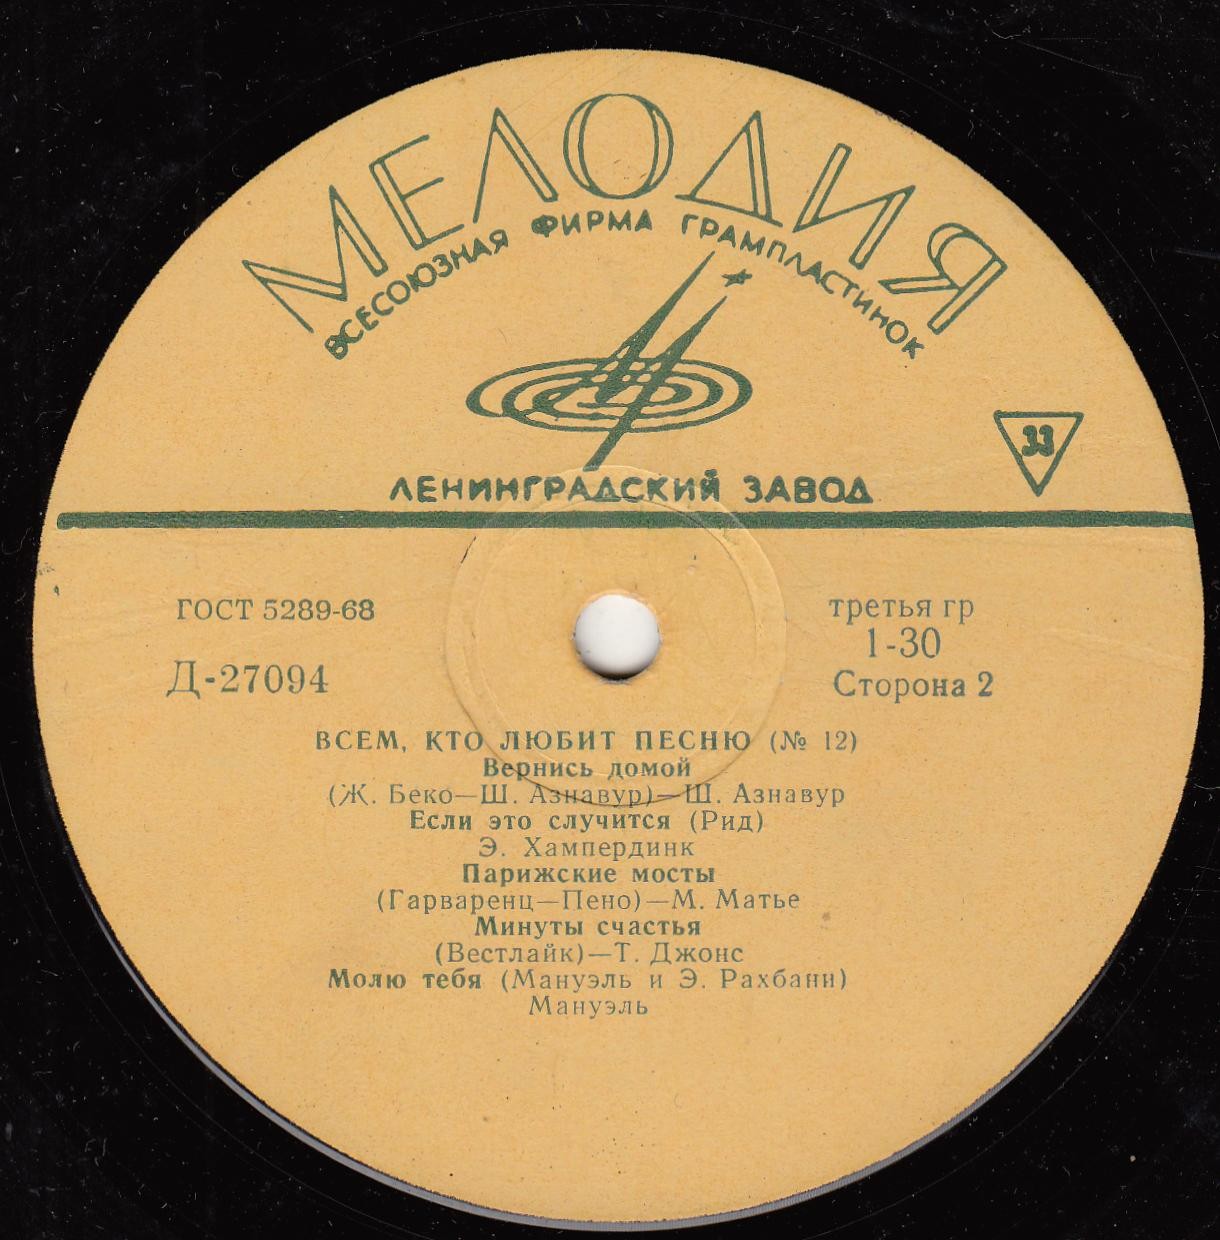 МЕЛОДИЯ
ВСЕСОЮЗНАЯ ФИРМА ГРАМПЛАСТИНОК
33
ЛЕНИНГРАДСКИЙ ЗАВОД
ГОСТ 5289-68
третья гр
1-30
Д-27094
Сторона 2
ВСЕМ, КТО ЛЮБИТ ПЕСНЮ (№ 12)
Вернись домой
(Ж. Беко—Ш. Азнавур)—Ш. Азнавур
Если это случится (Рид)
Э. Хампердинк
Парижские мосты
(Гарваренц—Пено)—М. Матье
Минуты счастья
(Вестлайк)—Т. Джонс
Молю тебя (Мануэль и Э. Рахбани)
Мануэль